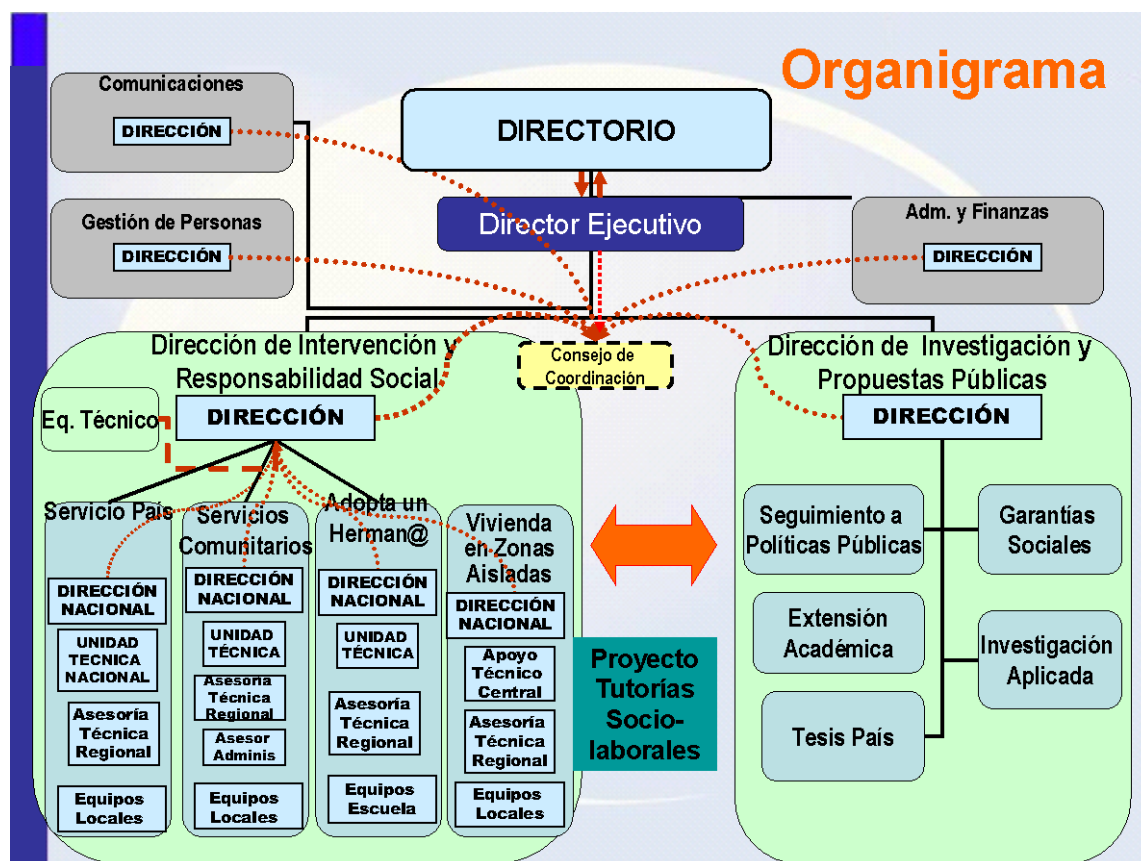 Organigrama
Comunicaciones
DIRECCIÓN
DIRECTORIO
Gestión de Personas
DIRECCIÓN
Director Ejecutivo
Adm. y Finanzas
DIRECCIÓN
Consejo de
Coordinación
Dirección de Intervención y
Responsabilidad Social
DIRECCIÓN
Eq. Técnico
Servicio País
DIRECCIÓN
NACIONAL
UNIDAD
TECNICA
NACIONAL
Asesoría
Técnica
Regional
Equipos
Locales
Servicios
Comunitarios
DIRECCIÓN
NACIONAL
UNIDAD
TÉCNICA
Asesoría
Técnica
Regional
Asesor
Adminis
Equipos
Locales
Adopta un
Herman@
DIRECCIÓN
NACIONAL
UNIDAD
TÉCNICA
Asesoría
Técnica
Regional
Equipos
Escuela
Vivienda
en Zonas
Aisladas
DIRECCIÓN
NACIONAL
Apoyo
Técnico
Central
Asesoría
Técnica
Regional
Equipos
Locales
Proyecto
Tutorías
Socio-
laborales
Dirección de Investigación y
Propuestas Públicas
DIRECCIÓN
Seguimiento a
Políticas Públicas
Garantías
Sociales
Extensión
Académica
Investigación
Aplicada
Tesis País